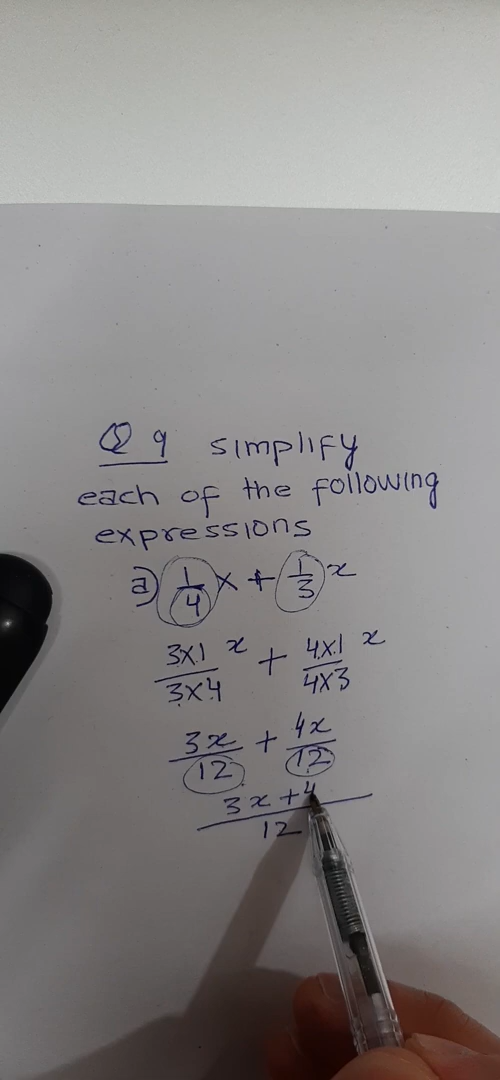 Q 9 simplify
each of the following
expressions
a) 1/4 x + 1/3 x
3x1/3x4 x + 4x1/4x3 x
3x/12 + 4x/12
3x+4/12